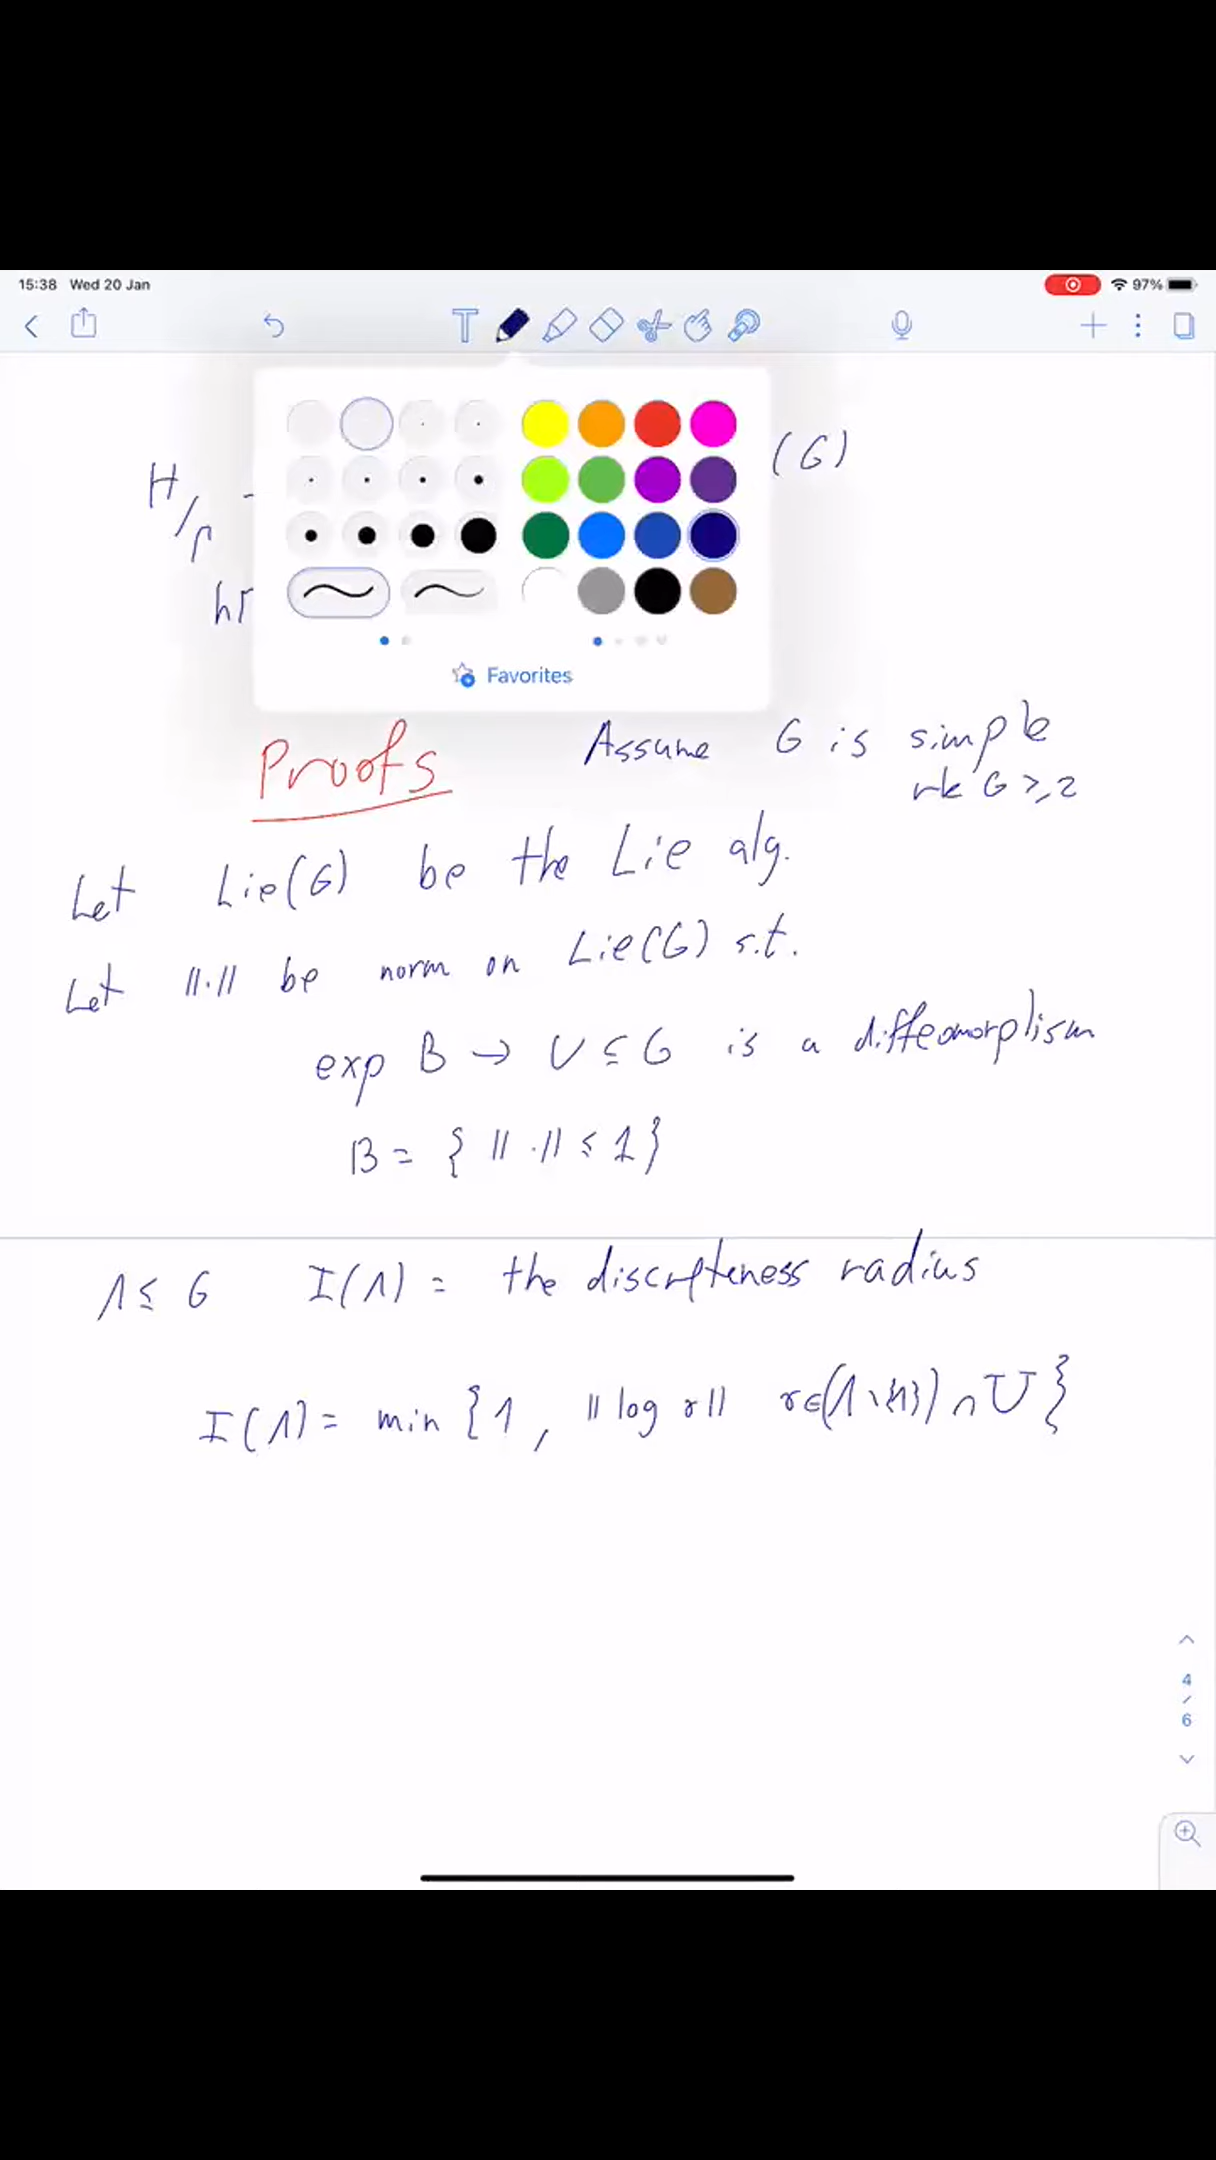 15:38 Wed 20 Jan 97%
T
(G)
H/Γ
Favorites
Proofs Assume G is simple
rk G ≥ 2
Let Lie(G) be the Lie alg.
Let ||.|| be norm on Lie(G) s.t.
exp B → U ≤ G is a diffeomorphism
B = { ||.|| ≤ 1 }
Λ ≤ G I(Λ) = the discreteness radius
I(Λ) = min { 1 , || log γ || γ ∈ (Λ \ {1}) ∩ U }
4
/
6